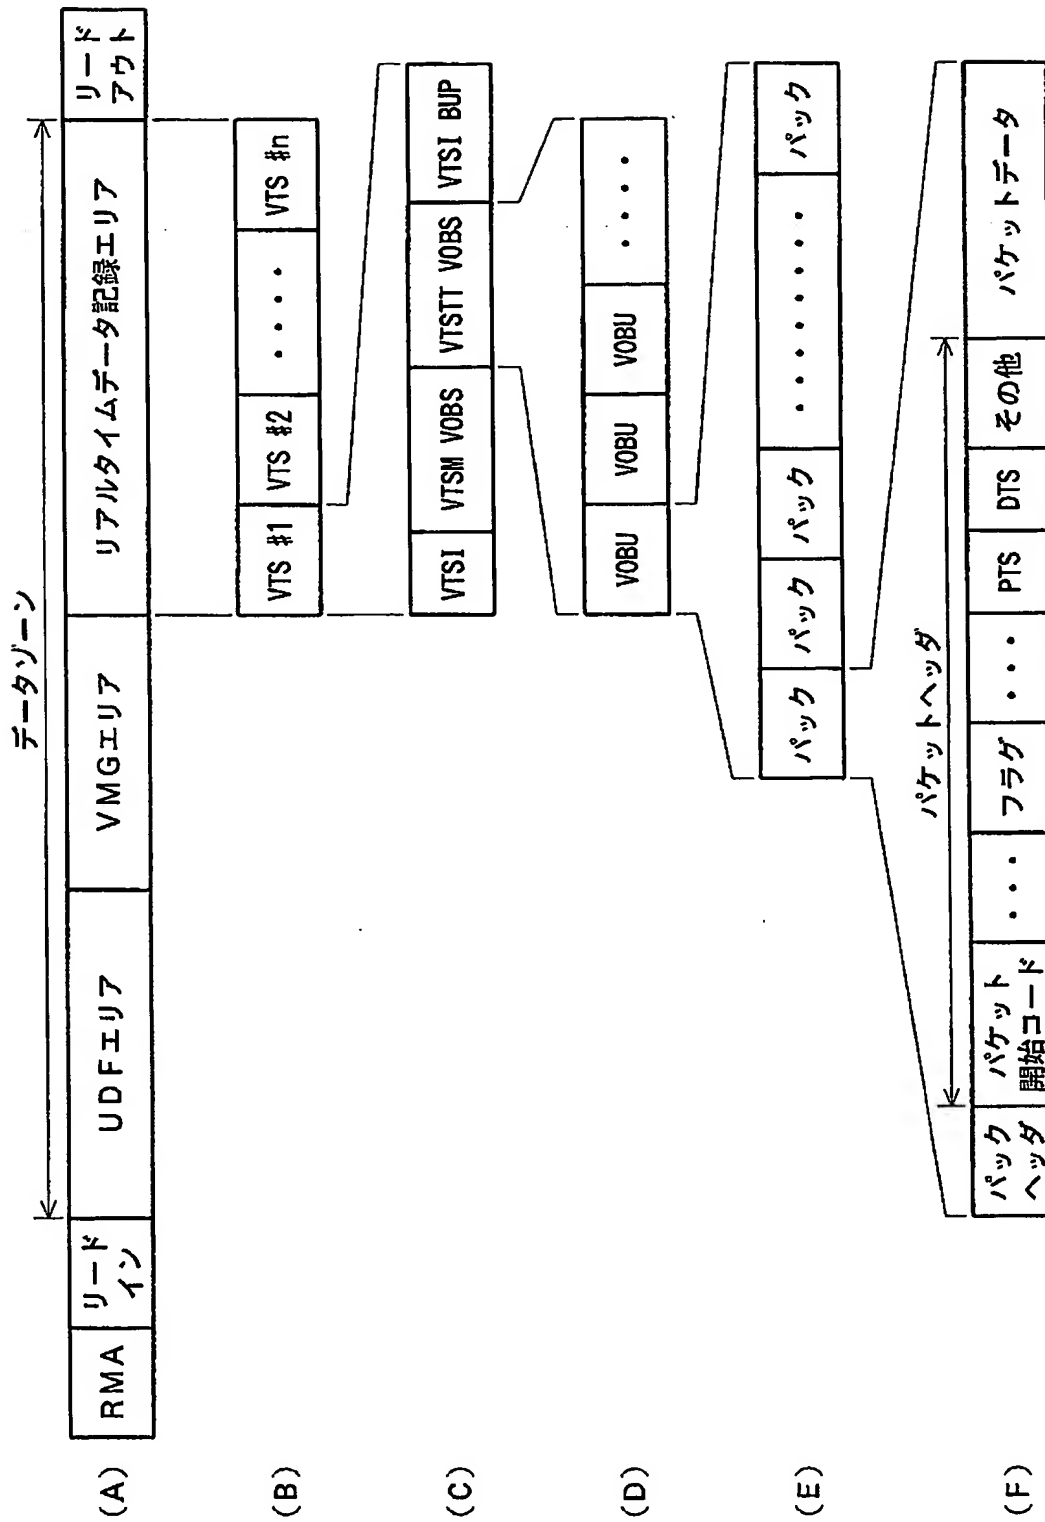 データゾーン
(A) RMA リード イン UDFエリア VMGエリア リアルタイムデータ記録エリア リード アウト
(B) VTS #1 VTS #2 ・・・・ VTS #n
(C) VTSI VTSM VOBS VTSTT VOBS VTSI BUP
(D) VOBU VOBU VOBU ・・・・
(E) パック パック パック ・・・・・・・・・ パック
パケットヘッダ
(F) パック ヘッダ パケット 開始コード ・・・ フラグ ・・・ PTS DTS その他 パケットデータ